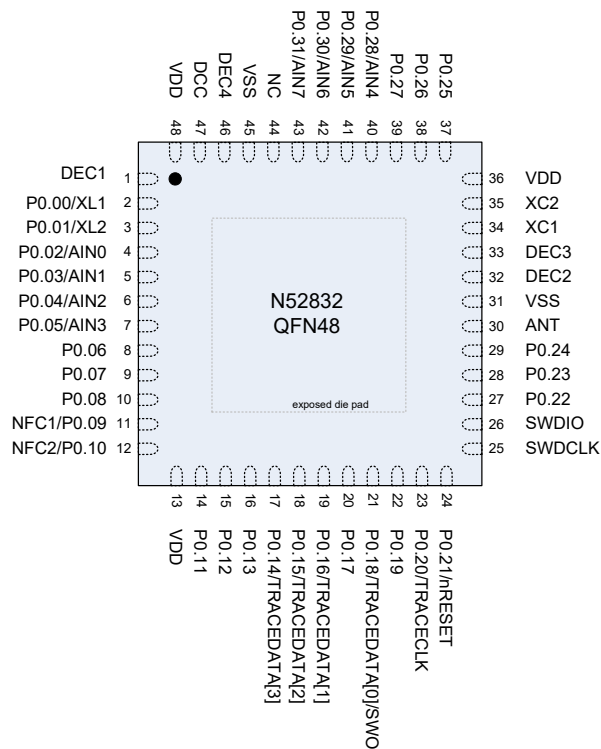 P0.31/AIN7
P0.30/AIN6
P0.29/AIN5
P0.28/AIN4
P0.27
P0.26
P0.25
VDD
DCC
DEC4
VSS
NC
48
47
46
45
44
43
42
41
40
39
38
37
DEC1 1
P0.00/XL1 2
P0.01/XL2 3
P0.02/AIN0 4
P0.03/AIN1 5
P0.04/AIN2 6
P0.05/AIN3 7
P0.06 8
P0.07 9
P0.08 10
NFC1/P0.09 11
NFC2/P0.10 12
N52832
QFN48
exposed die pad
36 VDD
35 XC2
34 XC1
33 DEC3
32 DEC2
31 VSS
30 ANT
29 P0.24
28 P0.23
27 P0.22
26 SWDIO
25 SWDCLK
13
14
15
16
17
18
19
20
21
22
23
24
VDD
P0.11
P0.12
P0.13
P0.14/TRACEDATA[3]
P0.15/TRACEDATA[2]
P0.16/TRACEDATA[1]
P0.17
P0.18/TRACEDATA[0]/SWO
P0.19
P0.20/TRACECLK
P0.21/nRESET